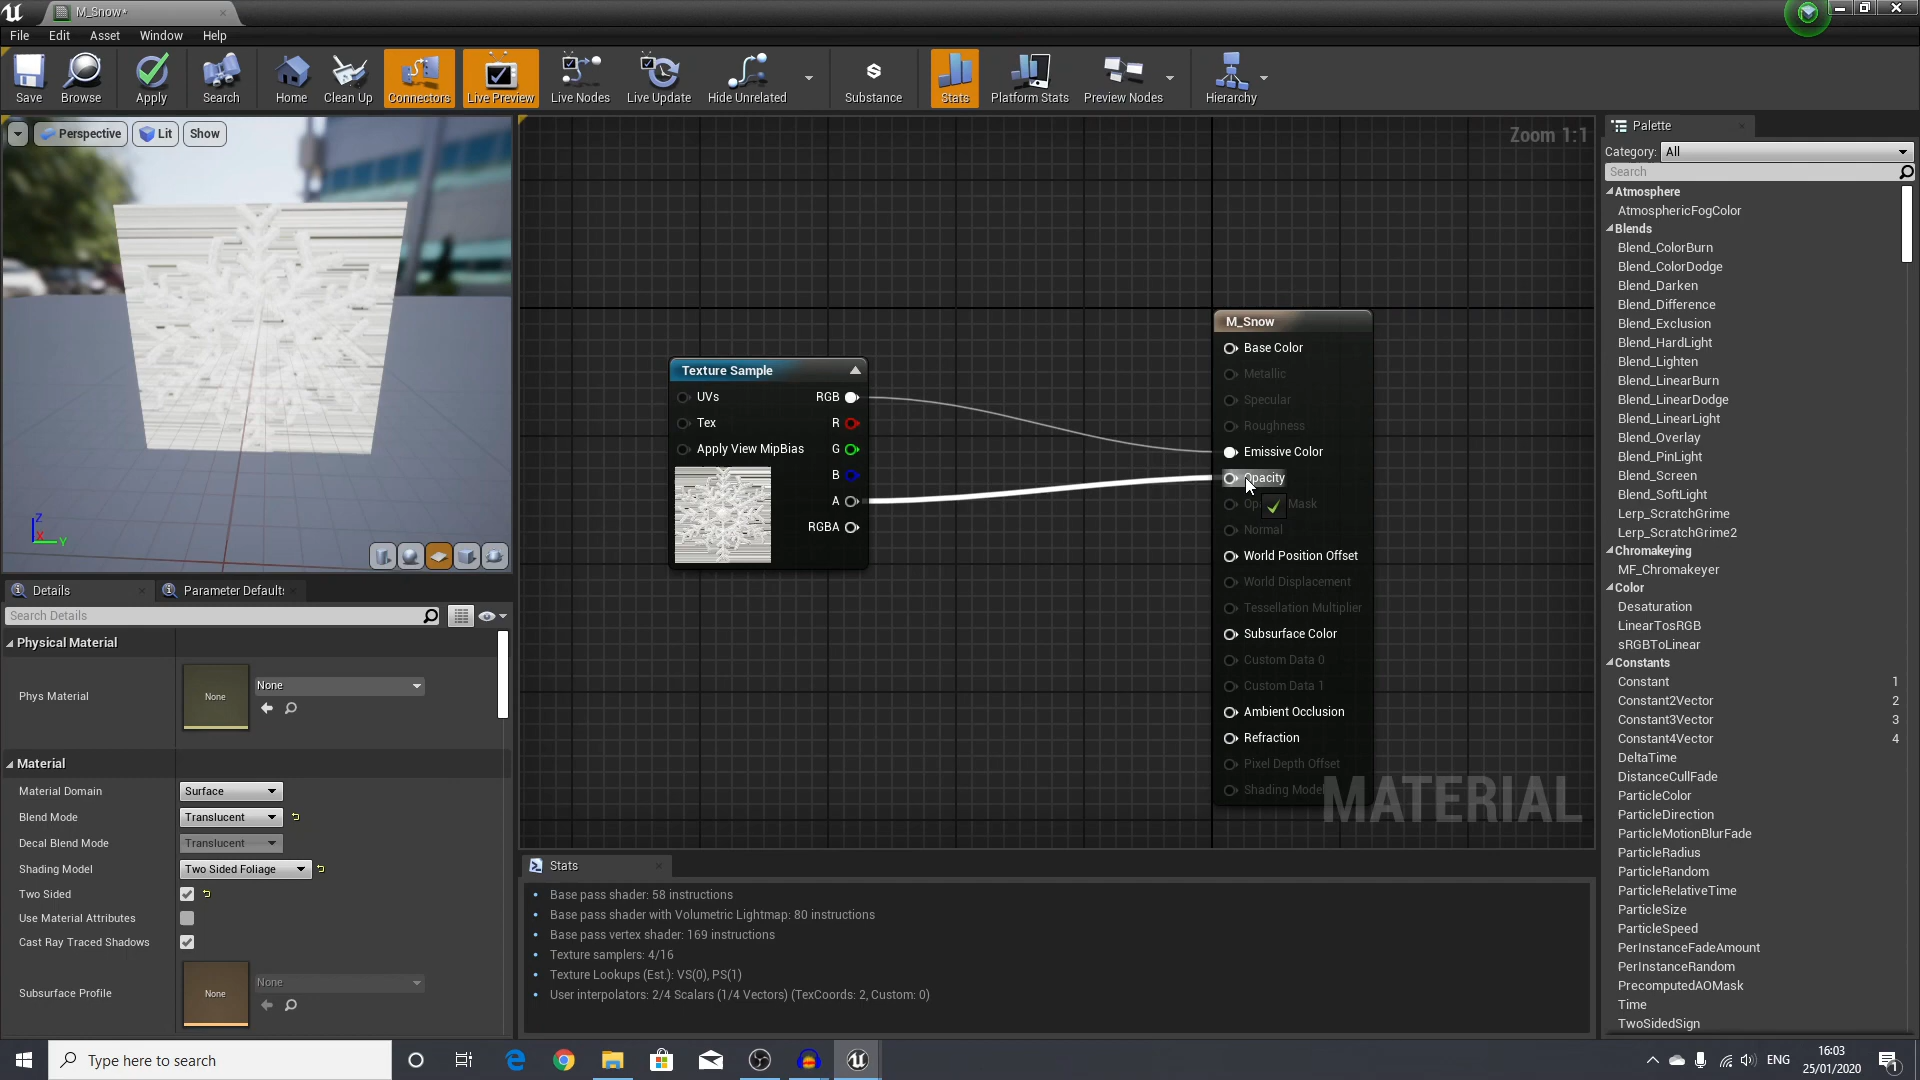 M_Snow*
File Edit Asset Window Help
Save Browse Apply Search Home Clean Up Connectors Live Preview Live Nodes Live Update Hide Unrelated Substance Stats Platform Stats Preview Nodes Hierarchy
Perspective Lit Show
Z
X Y
Details Parameter Defaults
Search Details
Physical Material
Phys Material None None
Material
Material Domain Surface
Blend Mode Translucent
Decal Blend Mode Translucent
Shading Model Two Sided Foliage
Two Sided
Use Material Attributes
Cast Ray Traced Shadows
Subsurface Profile None None
Zoom 1:1
Texture Sample
UVs RGB
Tex R
Apply View MipBias G
B
A
RGBA
M_Snow
Base Color
Metallic
Specular
Roughness
Emissive Color
Opacity
Mask
Normal
World Position Offset
World Displacement
Tessellation Multiplier
Subsurface Color
Custom Data 0
Custom Data 1
Ambient Occlusion
Refraction
Pixel Depth Offset
Shading Model
MATERIAL
Stats
Base pass shader: 58 instructions
Base pass shader with Volumetric Lightmap: 80 instructions
Base pass vertex shader: 169 instructions
Texture samplers: 4/16
Texture Lookups (Est.): VS(0), PS(1)
User interpolators: 2/4 Scalars (1/4 Vectors) (TexCoords: 2, Custom: 0)
Palette
Category: All
Search
Atmosphere
AtmosphericFogColor
Blends
Blend_ColorBurn
Blend_ColorDodge
Blend_Darken
Blend_Difference
Blend_Exclusion
Blend_HardLight
Blend_Lighten
Blend_LinearBurn
Blend_LinearDodge
Blend_LinearLight
Blend_Overlay
Blend_PinLight
Blend_Screen
Blend_SoftLight
Lerp_ScratchGrime
Lerp_ScratchGrime2
Chromakeying
MF_Chromakeyer
Color
Desaturation
LinearTosRGB
sRGBToLinear
Constants
Constant 1
Constant2Vector 2
Constant3Vector 3
Constant4Vector 4
DeltaTime
DistanceCullFade
ParticleColor
ParticleDirection
ParticleMotionBlurFade
ParticleRadius
ParticleRandom
ParticleRelativeTime
ParticleSize
ParticleSpeed
PerInstanceFadeAmount
PerInstanceRandom
PrecomputedAOMask
Time
TwoSidedSign
Type here to search
ENG
16:03
25/01/2020
1